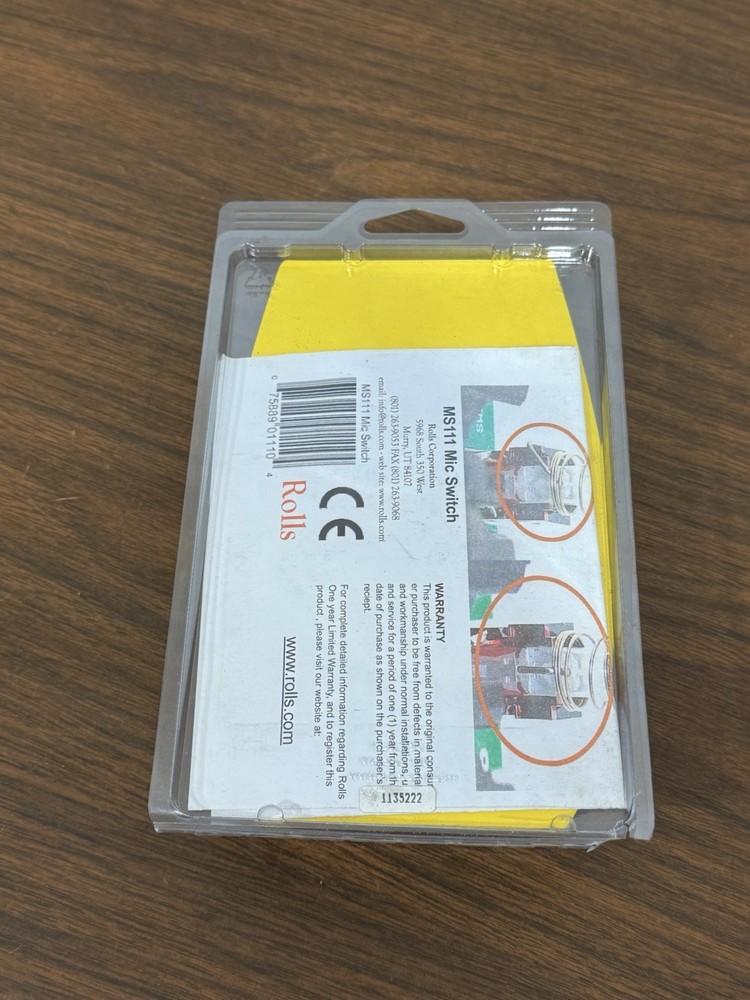 MS111 Mic Switch
Rolls Corporation
5968 South 350 West
Murry, UT 84107
(801) 263-9053 FAX (801) 263-9068
email: info@rolls.com - web site: www.rolls.com
MS111 Mic Switch
0 75889 01110 4
CE
Rolls
WARRANTY
This product is warranted to the original consu
er purchaser to be free from defects in material
and workmanship under normal installations, u
and service for a period of one (1) year from th
date of purchase as shown on the purchaser's
reciept.
For complete detailed information regarding Rolls
One year Limited Warranty, and to register this
product , please visit our website at:
www.rolls.com
1135222